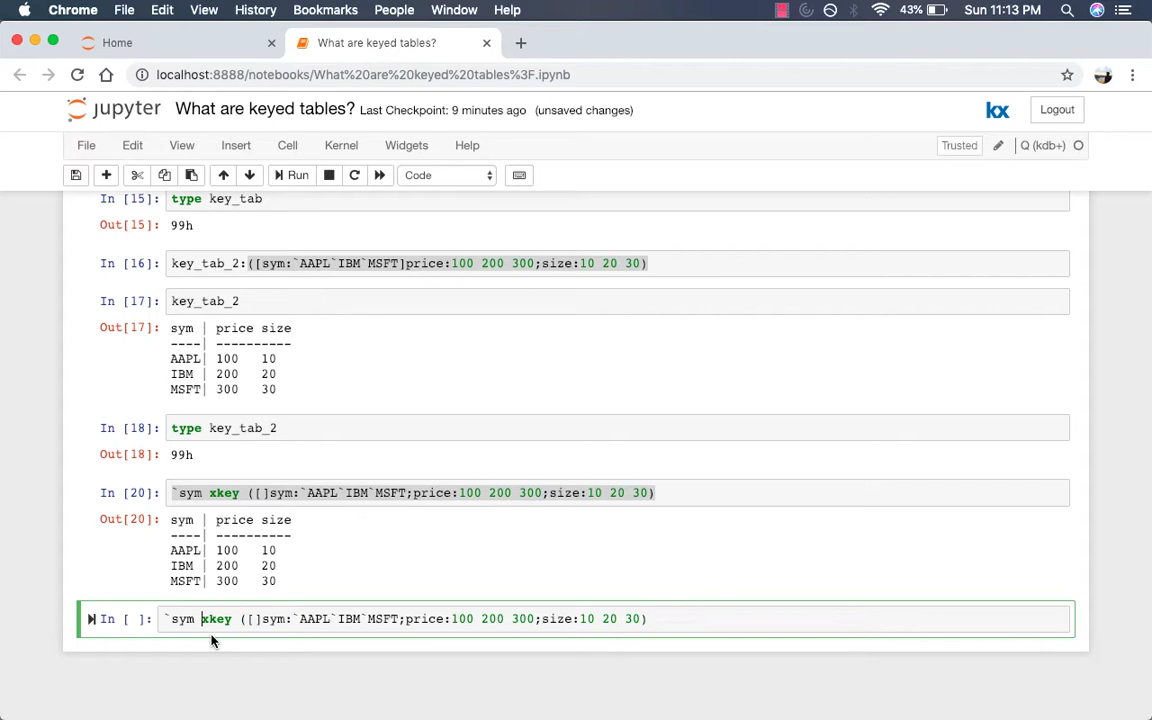 Chrome File Edit View History Bookmarks People Window Help 43% Sun 11:13 PM
Home What are keyed tables?
localhost:8888/notebooks/What%20are%20keyed%20tables%3F.ipynb
jupyter What are keyed tables? Last Checkpoint: 9 minutes ago (unsaved changes) kx Logout
File Edit View Insert Cell Kernel Widgets Help Trusted Q (kdb+)
Run Code
In [15]: type key_tab
Out[15]: 99h
In [16]: key_tab_2:([sym:`AAPL`IBM`MSFT]price:100 200 300;size:10 20 30)
In [17]: key_tab_2
Out[17]: sym | price size
----| ----------
AAPL| 100   10
IBM | 200   20
MSFT| 300   30
In [18]: type key_tab_2
Out[18]: 99h
In [20]: `sym xkey ([]sym:`AAPL`IBM`MSFT;price:100 200 300;size:10 20 30)
Out[20]: sym | price size
----| ----------
AAPL| 100   10
IBM | 200   20
MSFT| 300   30
In [ ]: `sym xkey ([]sym:`AAPL`IBM`MSFT;price:100 200 300;size:10 20 30)